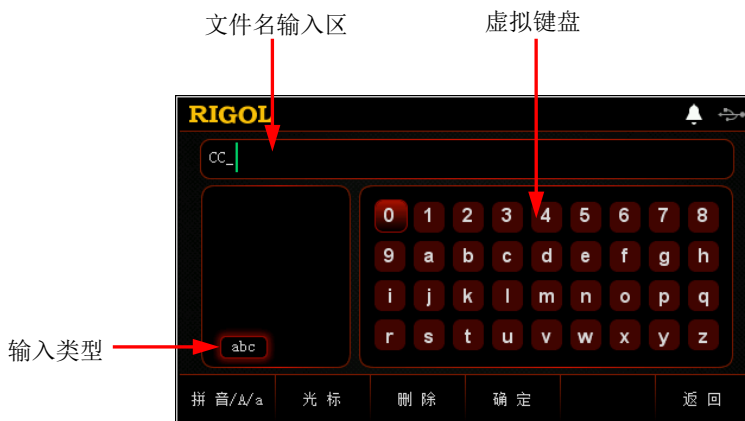 文件名输入区 虚拟键盘
RIGOL
CC_
0 1 2 3 4 5 6 7 8
9 a b c d e f g h
i j k l m n o p q
r s t u v w x y z
输入类型
abc
拼音/A/a 光标 删除 确定 返回